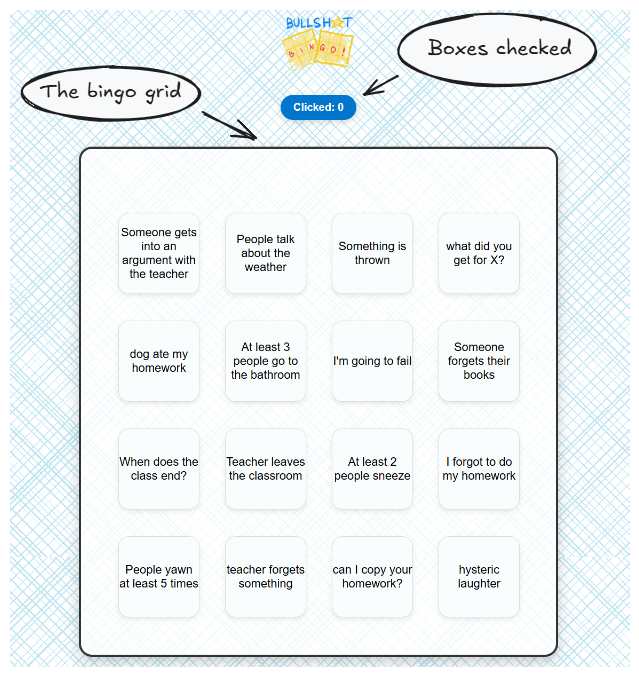 BULLSH★T
BINGO!
Boxes checked
The bingo grid
Clicked: 0
Someone gets
into an
argument with
the teacher
People talk
about the
weather
Something is
thrown
what did you
get for X?
dog ate my
homework
At least 3
people go to
the bathroom
I'm going to fail
Someone
forgets their
books
When does the
class end?
Teacher leaves
the classroom
At least 2
people sneeze
I forgot to do
my homework
People yawn
at least 5 times
teacher forgets
something
can I copy your
homework?
hysteric
laughter